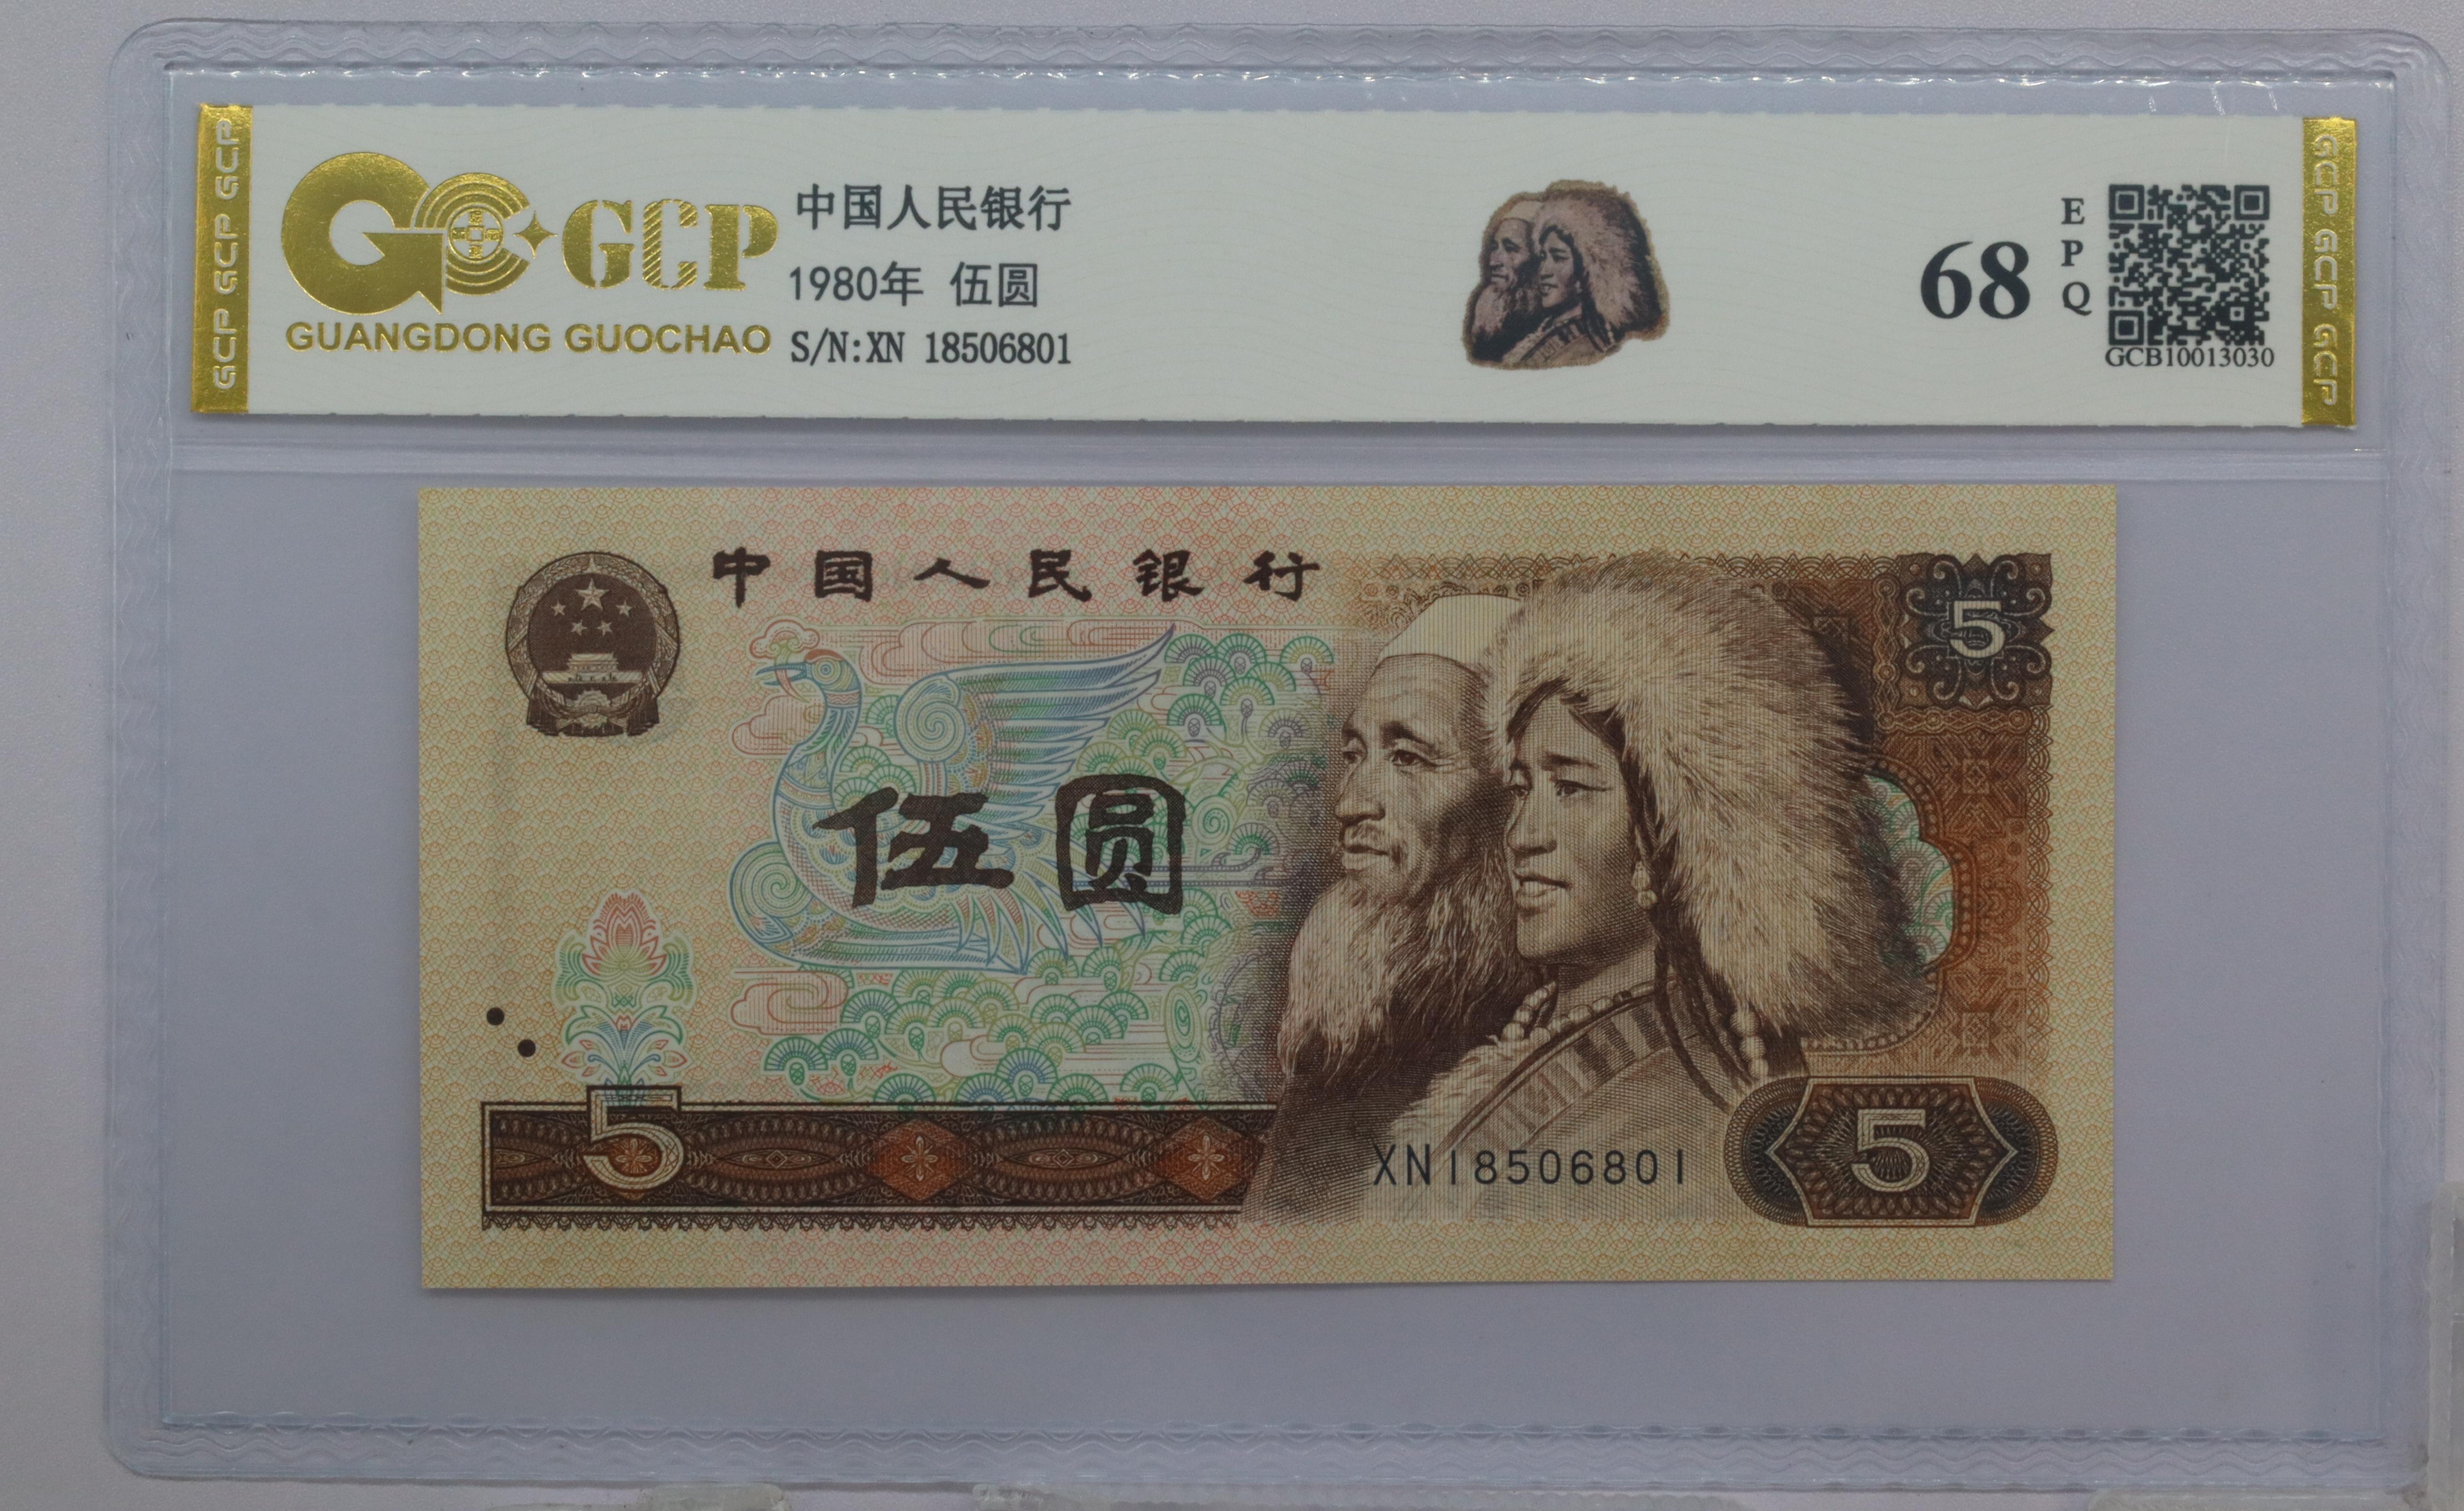 GCP GCP GCP
GCP
GUANGDONG GUOCHAO
中国人民银行
1980年 伍圆
S/N:XN 18506801
68
EPQ
GCB10013030
GCP GCP GCP
中国人民银行
5
伍圆
5
XN18506801
5